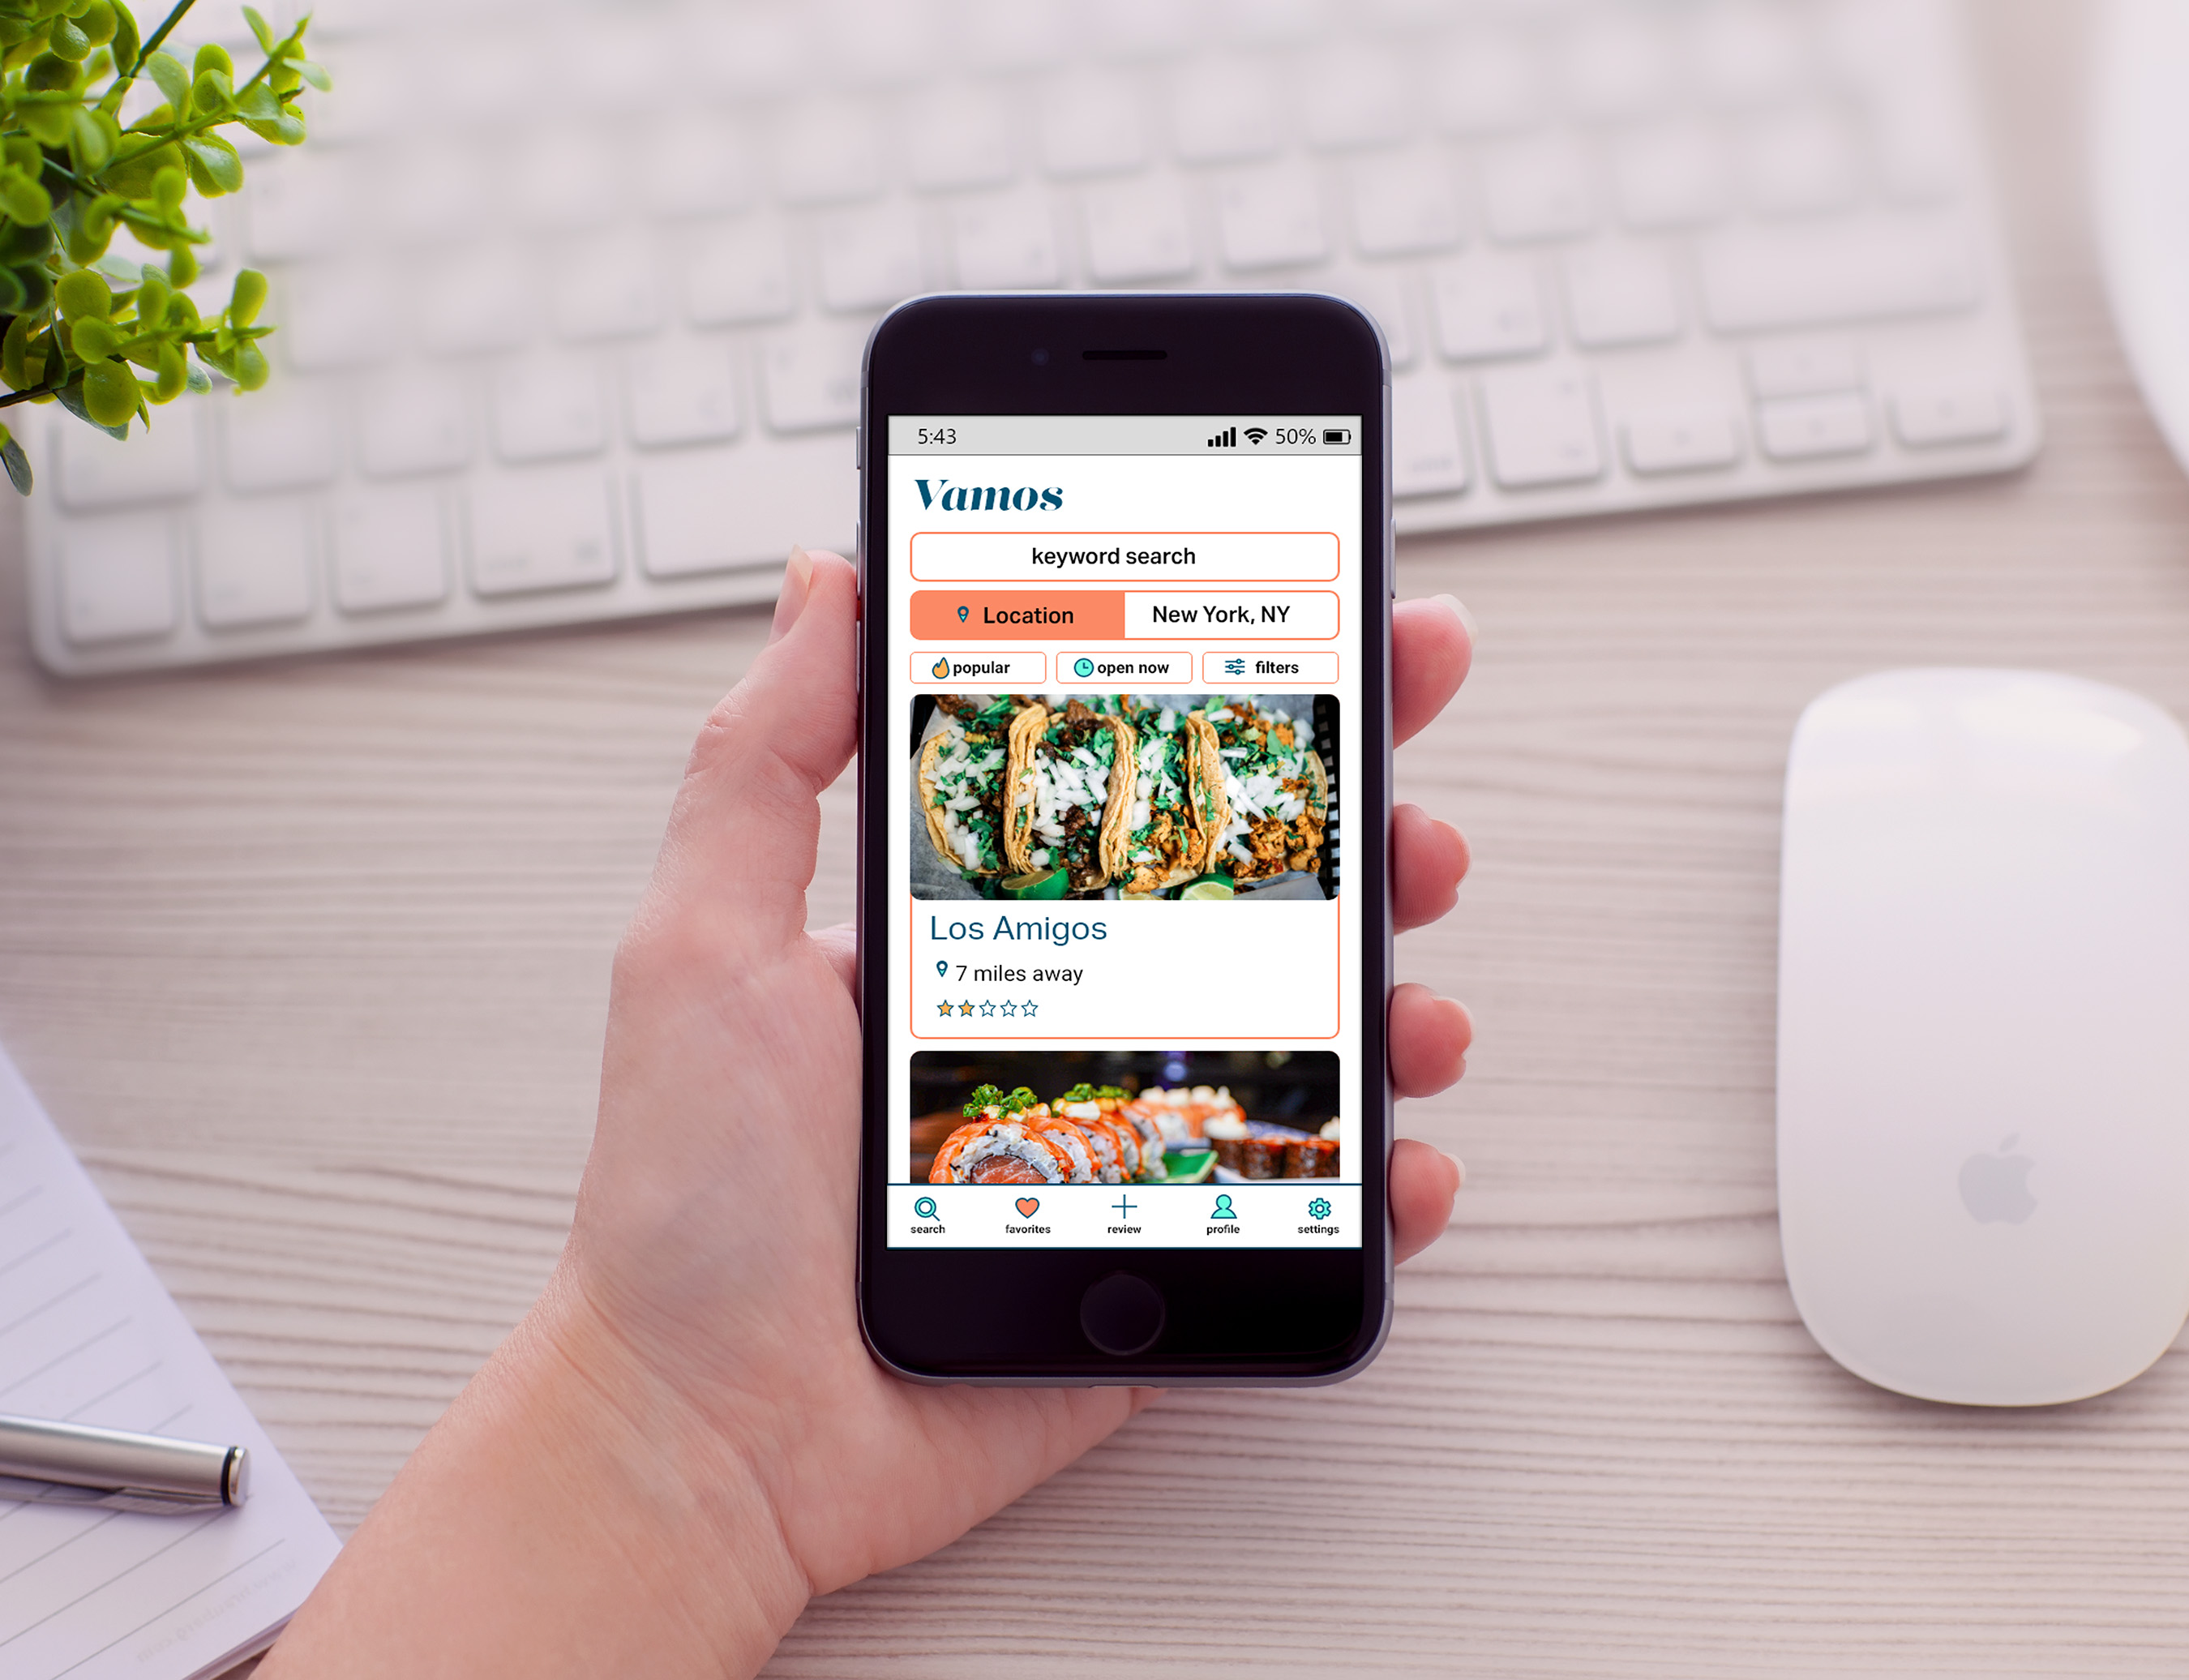 5:43 50%
Vamos
keyword search
Location New York, NY
popular open now filters
Los Amigos
7 miles away
search favorites review profile settings